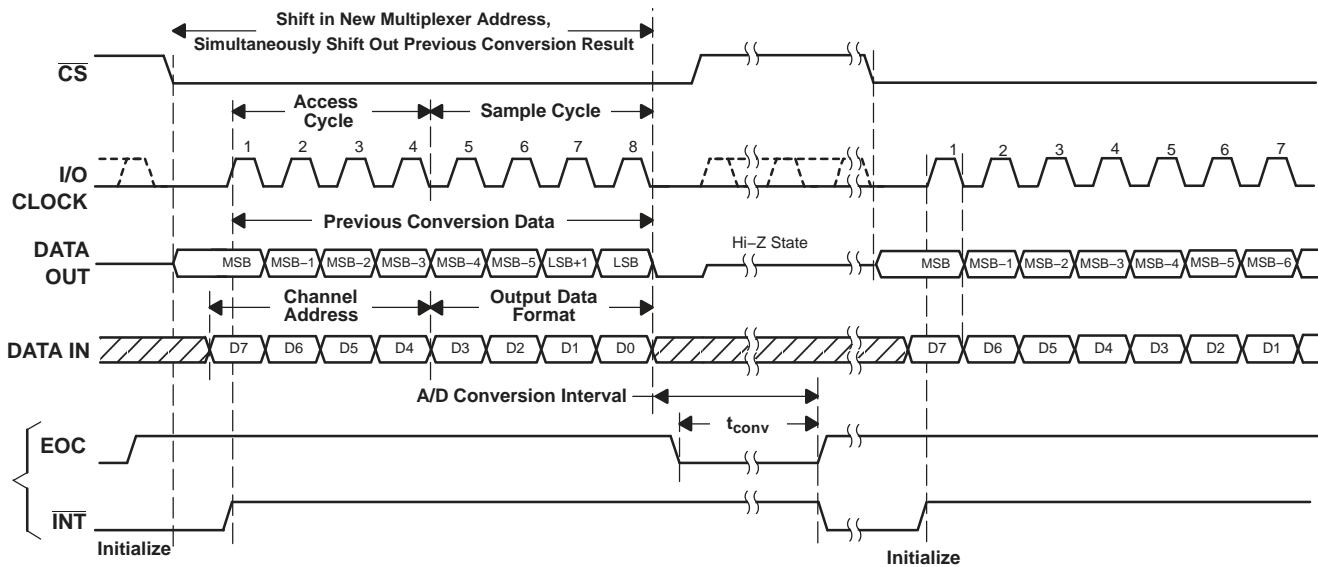 Shift in New Multiplexer Address,
Simultaneously Shift Out Previous Conversion Result
CS
Access
Cycle
Sample Cycle
1 2 3 4 5 6 7 8 1 2 3 4 5 6 7
I/O
CLOCK
Previous Conversion Data
Hi–Z State
DATA
OUT
MSB MSB–1 MSB–2 MSB–3 MSB–4 MSB–5 LSB+1 LSB MSB MSB–1 MSB–2 MSB–3 MSB–4 MSB–5 MSB–6
Channel
Address
Output Data
Format
DATA IN
D7 D6 D5 D4 D3 D2 D1 D0 D7 D6 D5 D4 D3 D2 D1
A/D Conversion Interval
tconv
EOC
INT
Initialize
Initialize